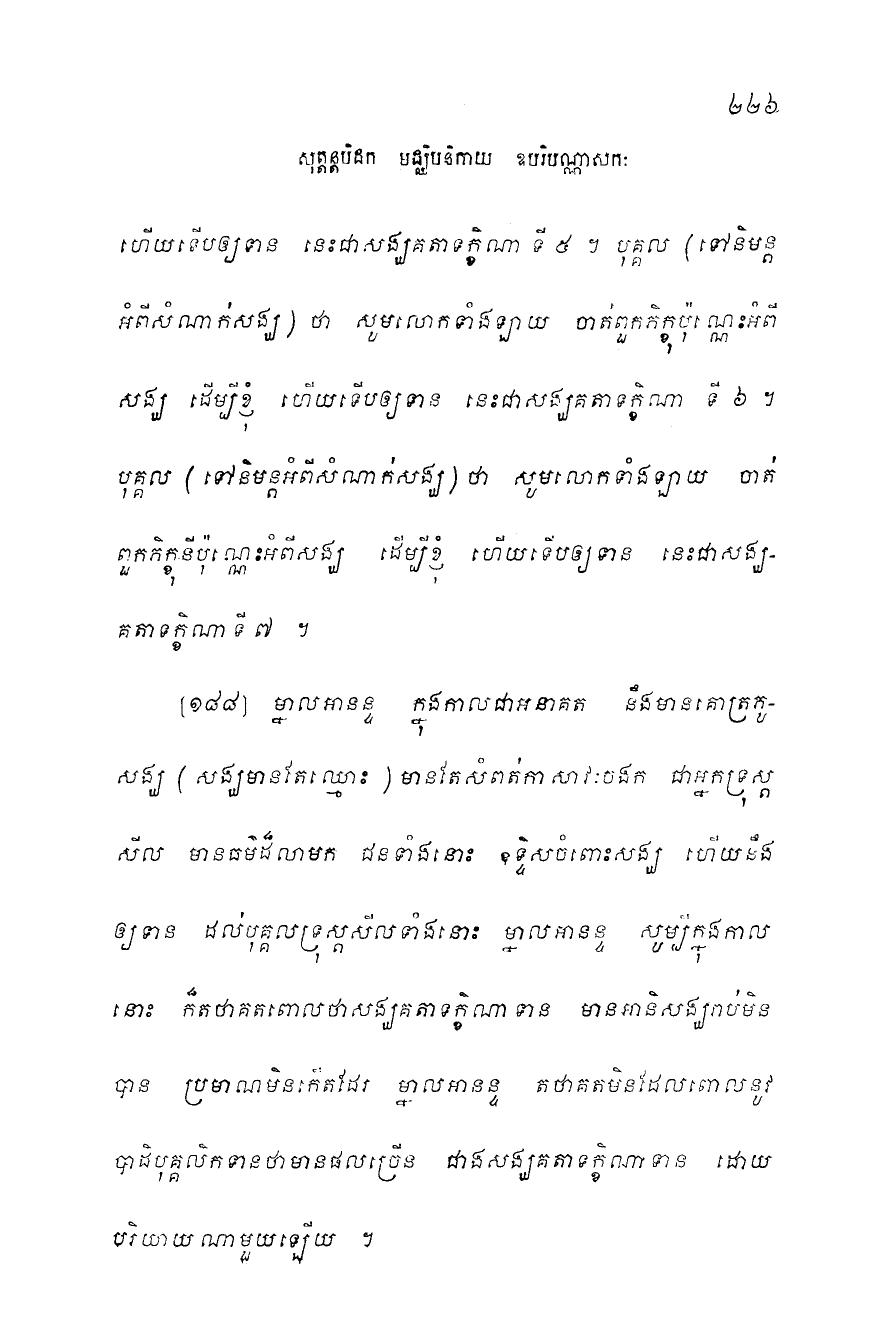 ២២៦
សុត្តន្តបិដក មជ្ឈិមនិកាយ ឧបរិបណ្ណាសកៈ
ហើយទើបឲ្យទាន នេះជាសង្ឃគតាទក្ខិណា ទី ៥ ។ បុគ្គល (ទៅនិមន្ត
អំពីសំណាក់សង្ឃ) ថា សូមលោកទាំងឡាយ ចាត់ពួកភិក្ខុប៉ុណ្ណេះអំពី
សង្ឃ ដើម្បីខ្ញុំ ហើយទើបឲ្យទាន នេះជាសង្ឃគតាទក្ខិណា ទី ៦ ។
បុគ្គល (ទៅនិមន្តអំពីសំណាក់សង្ឃ) ថា សូមលោកទាំងឡាយ ចាត់
ពួកភិក្ខុនីប៉ុណ្ណេះអំពីសង្ឃ ដើម្បីខ្ញុំ ហើយទើបឲ្យទាន នេះជាសង្ឃ-
គតាទក្ខិណាទី ៧ ។
[១៨៨] ម្នាលអានន្ទ ក្នុងកាលជាអនាគត នឹងមានគោត្រភូ-
សង្ឃ (សង្ឃមានតែឈ្មោះ) មានតែសំពត់កាសាវៈបង់ក ជាអ្នកទ្រុស្ត
សីល មានធម៌ដ៏លាមក ជនទាំងនោះ ឧទ្ទិសចំពោះសង្ឃ ហើយនឹង
ឲ្យទាន ដល់បុគ្គលទ្រុស្តសីលទាំងនោះ ម្នាលអានន្ទ សូម្បីក្នុងកាល
នោះ ក៏តថាគតពោលថាសង្ឃគតាទក្ខិណាទាន មានអានិសង្ឃរាប់មិន
បាន ប្រមាណមិនកើតដែរ ម្នាលអានន្ទ តថាគតមិនដែលពោលនូវ
បាដិបុគ្គលិកទានថាមានផលច្រើន ជាងសង្ឃគតាទក្ខិណាទាន ដោយ
បរិយាយណាមួយឡើយ ។